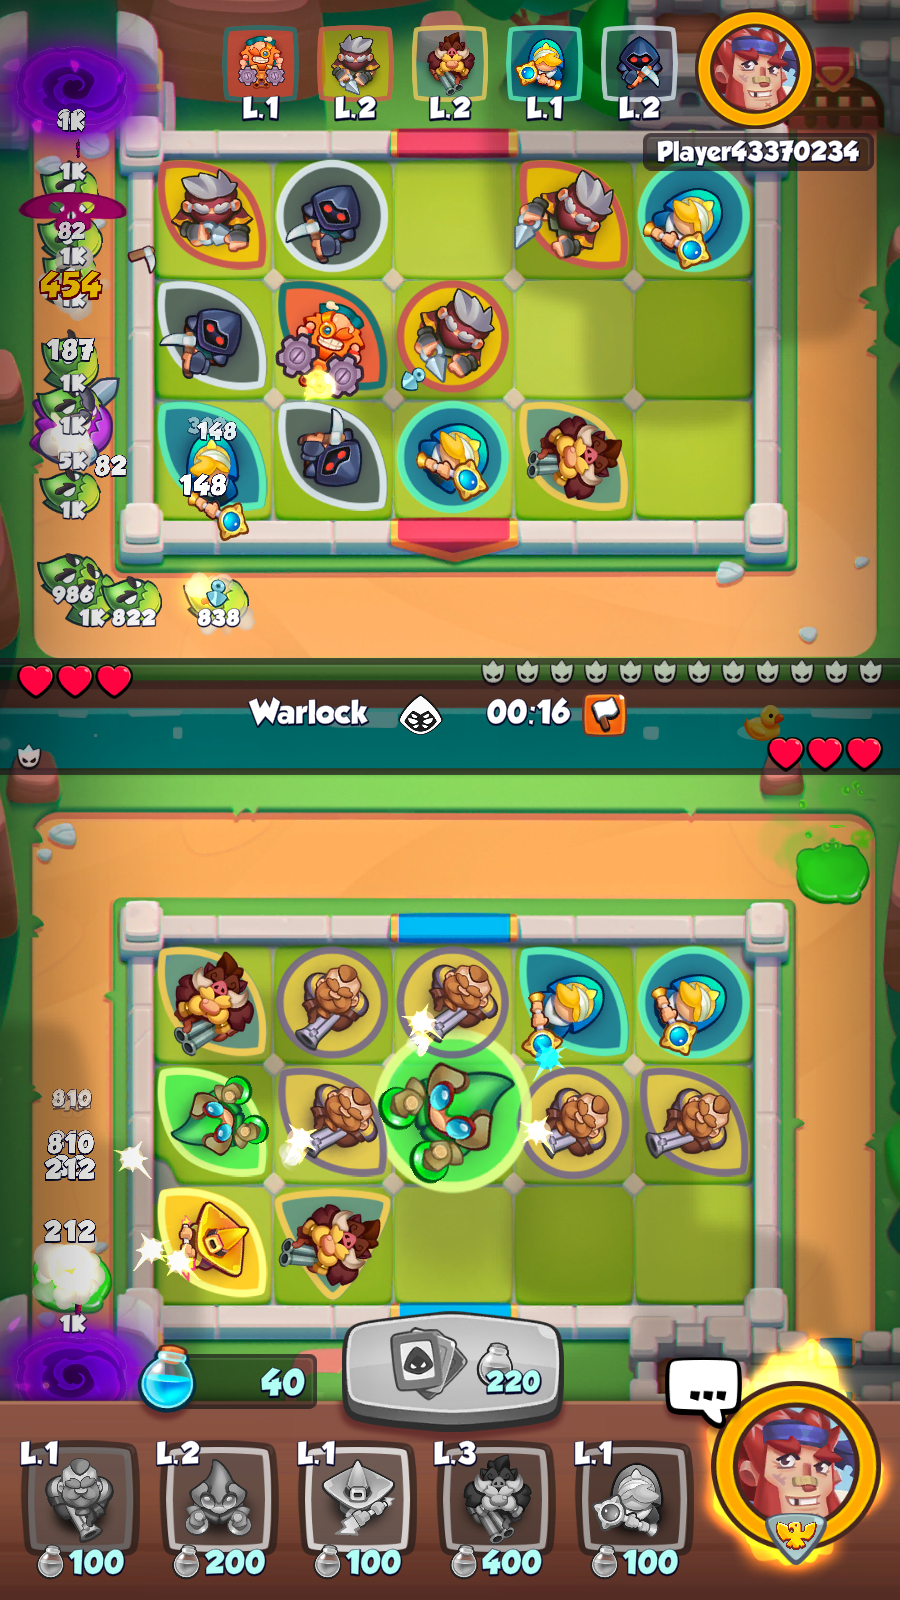 L.1 L.2 L.2 L.1 L.2
Player43370234
1K
1K
82
1K
454
1K
187
1K
1K
5K 82
1K
148
148
986
1K 822 838
Warlock 00:16
810
810
212
212
1K
40
220
...
L.1 L.2 L.1 L.3 L.1
100 200 100 400 100